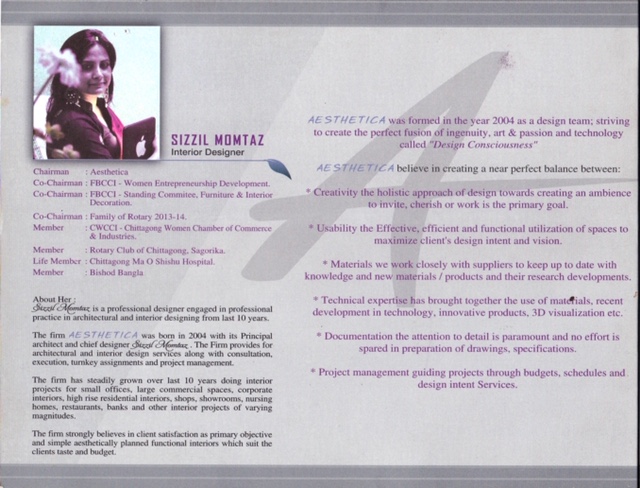 SIZZIL MOMTAZ
Interior Designer
Chairman : Aesthetica
Co-Chairman : FBCCI - Women Entrepreneurship Development.
Co-Chairman : FBCCI - Standing Commitee, Furniture & Interior
Decoration.
Co-Chairman : Family of Rotary 2013-14.
Member : CWCCI - Chittagong Women Chamber of Commerce
& Industries.
Member : Rotary Club of Chittagong, Sagorika.
Life Member : Chittagong Ma O Shishu Hospital.
Member : Bishod Bangla
About Her :
Sizzil Momtaz is a professional designer engaged in professional
practice in architectural and interior designing from last 10 years.
The firm AESTHETICA was born in 2004 with its Principal
architect and chief designer Sizzil Momtaz. The Firm provides for
architectural and interior design services along with consultation,
execution, turnkey assignments and project management.
The firm has steadily grown over last 10 years doing interior
projects for small offices, large commercial spaces, corporate
interiors, high rise residential interiors, shops, showrooms, nursing
homes, restaurants, banks and other interior projects of varying
magnitudes.
The firm strongly believes in client satisfaction as primary objective
and simple aesthetically planned functional interiors which suit the
clients taste and budget.
AESTHETICA was formed in the year 2004 as a design team; striving
to create the perfect fusion of ingenuity, art & passion and technology
called "Design Consciousness"
AESTHETICA believe in creating a near perfect balance between:
* Creativity the holistic approach of design towards creating an ambience
to invite, cherish or work is the primary goal.
* Usability the Effective, efficient and functional utilization of spaces to
maximize client's design intent and vision.
* Materials we work closely with suppliers to keep up to date with
knowledge and new materials / products and their research developments.
* Technical expertise has brought together the use of materials, recent
development in technology, innovative products, 3D visualization etc.
* Documentation the attention to detail is paramount and no effort is
spared in preparation of drawings, specifications.
* Project management guiding projects through budgets, schedules and
design intent Services.